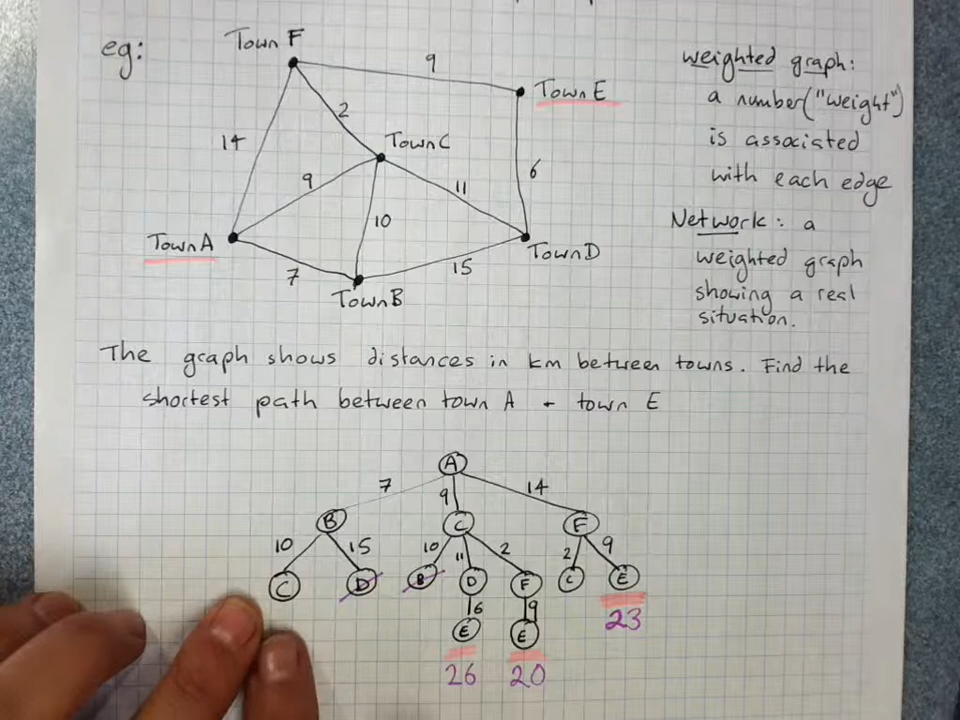 eg:
Town F
9
Town E
2
14
Town C
9
11
6
10
Town A
Town D
7
15
Town B
weighted graph:
a number ("weight")
is associated
with each edge
Network: a
weighted graph
showing a real
situation.
The graph shows distances in km between towns. Find the
shortest path between town A + town E
A
7 9 14
B C F
10 15 10 11 2 2 9
C D B D F C E
6 9 23
E E
26 20